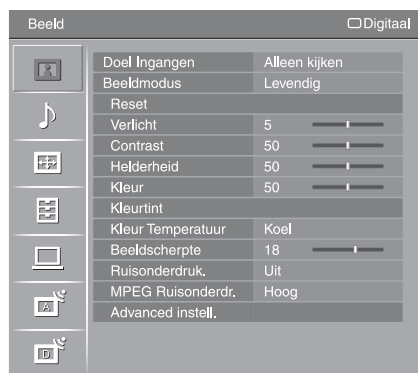 Beeld Digitaal
Doel Ingangen Alleen kijken
Beeldmodus Levendig
Reset
Verlicht 5
Contrast 50
Helderheid 50
Kleur 50
Kleurtint
Kleur Temperatuur Koel
Beeldscherpte 18
Ruisonderdruk. Uit
MPEG Ruisonderdr. Hoog
Advanced instell.
A
D